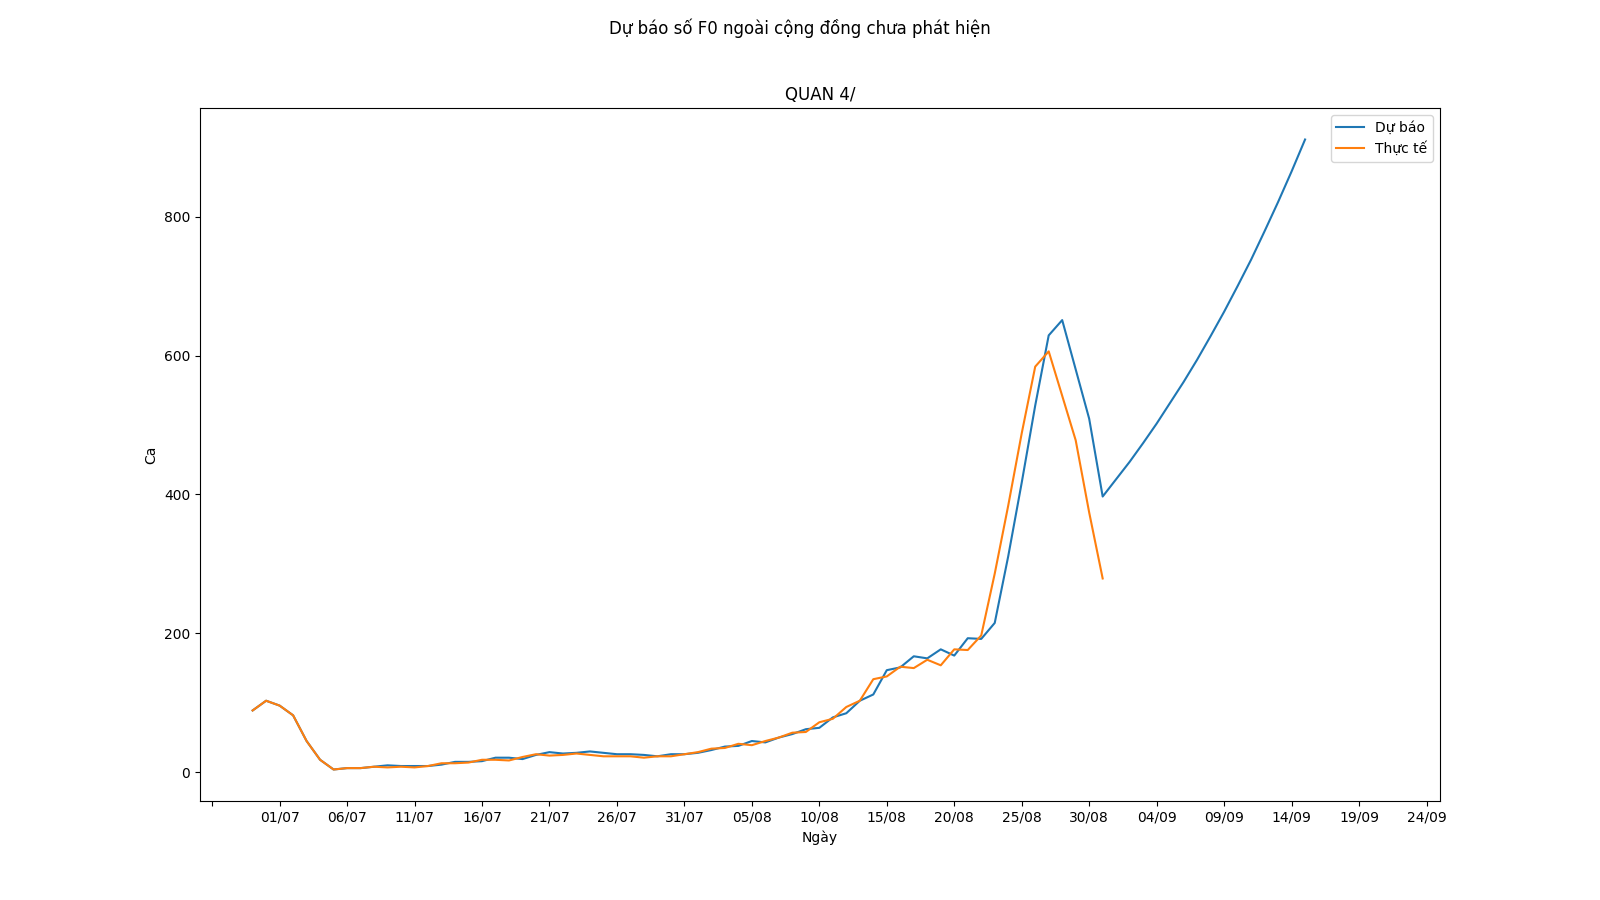 Dự báo số F0 ngoài cộng đồng chưa phát hiện
QUAN 4/
Dự báo
Thực tế
800
600
400
200
0
Ca
01/07 06/07 11/07 16/07 21/07 26/07 31/07 05/08 10/08 15/08 20/08 25/08 30/08 04/09 09/09 14/09 19/09 24/09
Ngày